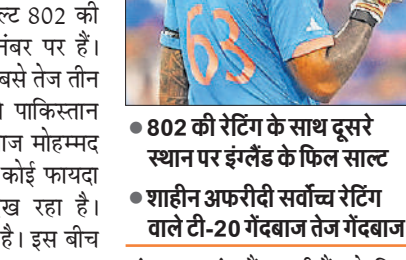 ल्ट 802 की
नंबर पर हैं।
बसे तेज तीन
पाकिस्तान
ाज मोहम्मद
कोई फायदा
ख रहा है।
है। इस बीच
63
• 802 की रेटिंग के साथ दूसरे
स्थान पर इंग्लैंड के फिल साल्ट
• शाहीन अफरीदी सर्वोच्च रेटिंग
वाले टी-20 गेंदबाज तेज गेंदबाज